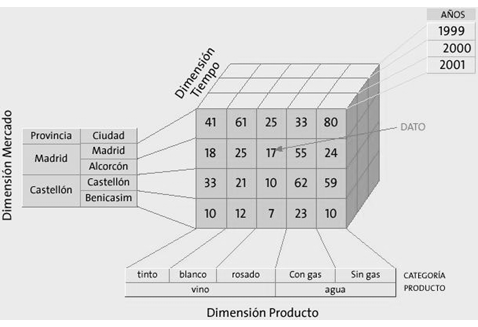 AÑOS
1999
2000
2001
Dimensión
Tiempo
Dimensión Mercado
Provincia Ciudad
Madrid Madrid
Alcorcón
Castellón Castellón
Benicasim
41 61 25 33 80
18 25 17 55 24
33 21 10 62 59
10 12 7 23 10
DATO
tinto blanco rosado Con gas Sin gas CATEGORÍA
vino agua PRODUCTO
Dimensión Producto